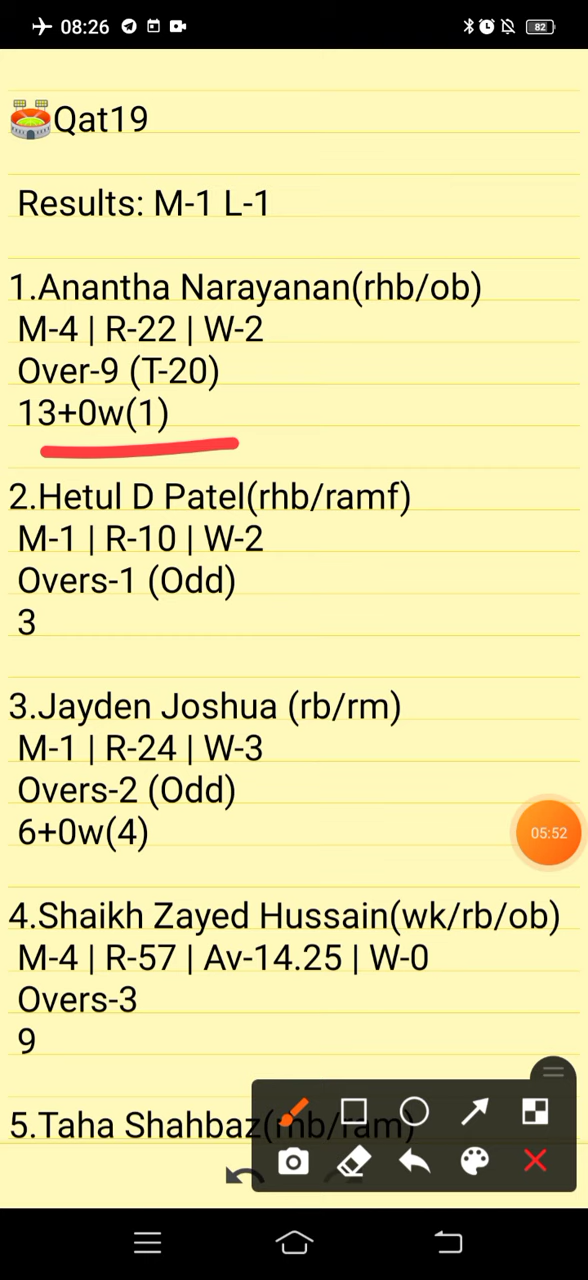 08:26
82
Qat19
Results: M-1 L-1
1.Anantha Narayanan(rhb/ob)
M-4 | R-22 | W-2
Over-9 (T-20)
13+0w(1)
2.Hetul D Patel(rhb/ramf)
M-1 | R-10 | W-2
Overs-1 (Odd)
3
3.Jayden Joshua (rb/rm)
M-1 | R-24 | W-3
Overs-2 (Odd)
6+0w(4)
05:52
4.Shaikh Zayed Hussain(wk/rb/ob)
M-4 | R-57 | Av-14.25 | W-0
Overs-3
9
5.Taha Shahbaz